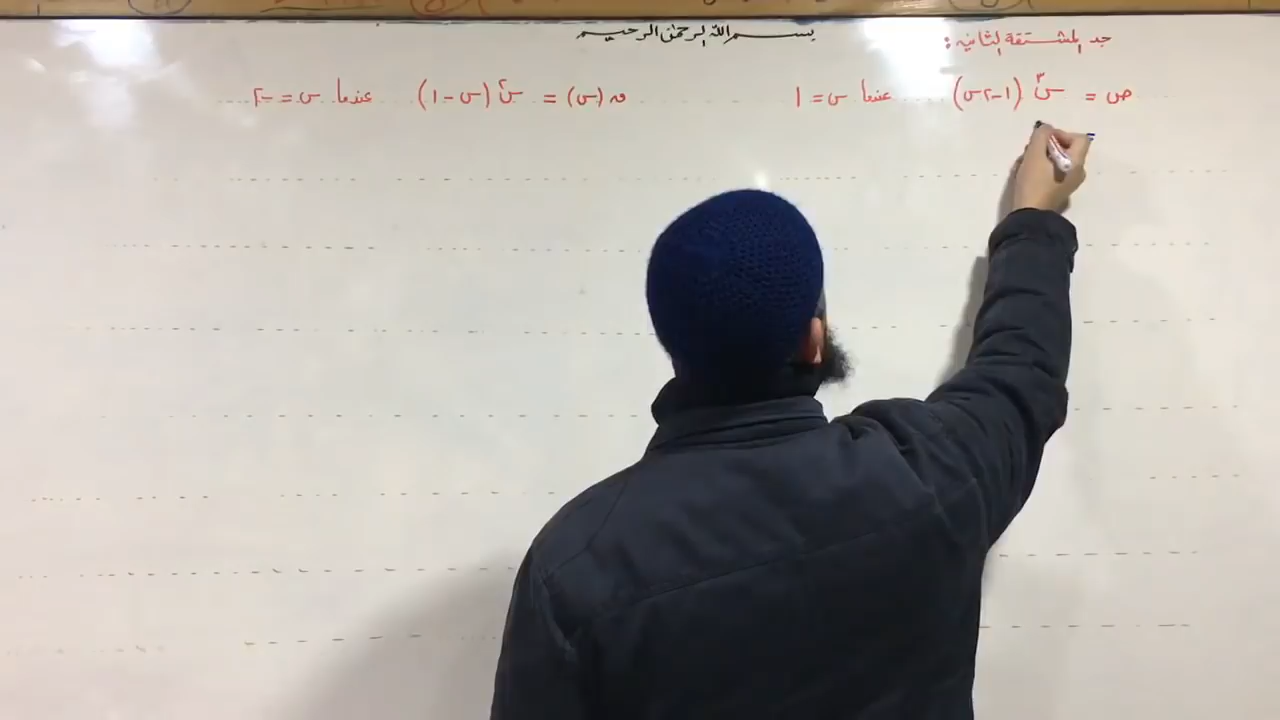 بسم الله الرحمن الرحيم
جد المشتقة الثانية :
ص = س٣ (١-٢س) عندما س = ١
ق(س) = س٢ (س-١) عندما س = -٢